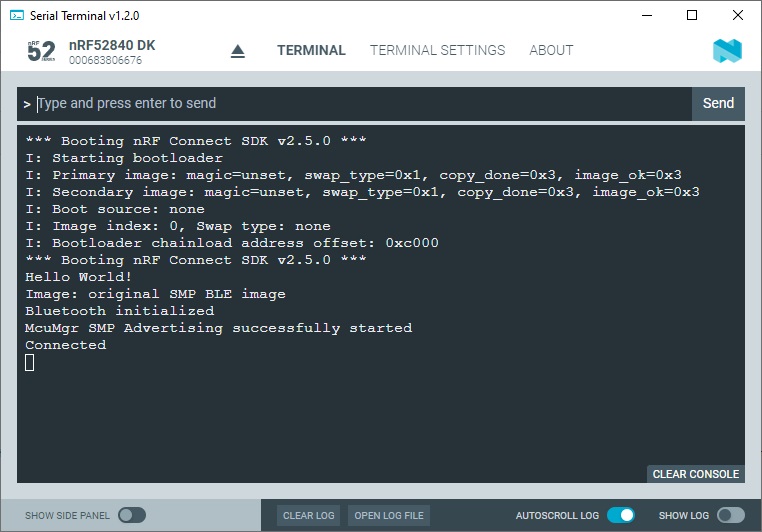 Serial Terminal v1.2.0
nRF
52
SERIES
nRF52840 DK
000683806676
TERMINAL
TERMINAL SETTINGS
ABOUT
> Type and press enter to send
Send
*** Booting nRF Connect SDK v2.5.0 ***
I: Starting bootloader
I: Primary image: magic=unset, swap_type=0x1, copy_done=0x3, image_ok=0x3
I: Secondary image: magic=unset, swap_type=0x1, copy_done=0x3, image_ok=0x3
I: Boot source: none
I: Image index: 0, Swap type: none
I: Bootloader chainload address offset: 0xc000
*** Booting nRF Connect SDK v2.5.0 ***
Hello World!
Image: original SMP BLE image
Bluetooth initialized
McuMgr SMP Advertising successfully started
Connected
CLEAR CONSOLE
SHOW SIDE PANEL
CLEAR LOG
OPEN LOG FILE
AUTOSCROLL LOG
SHOW LOG